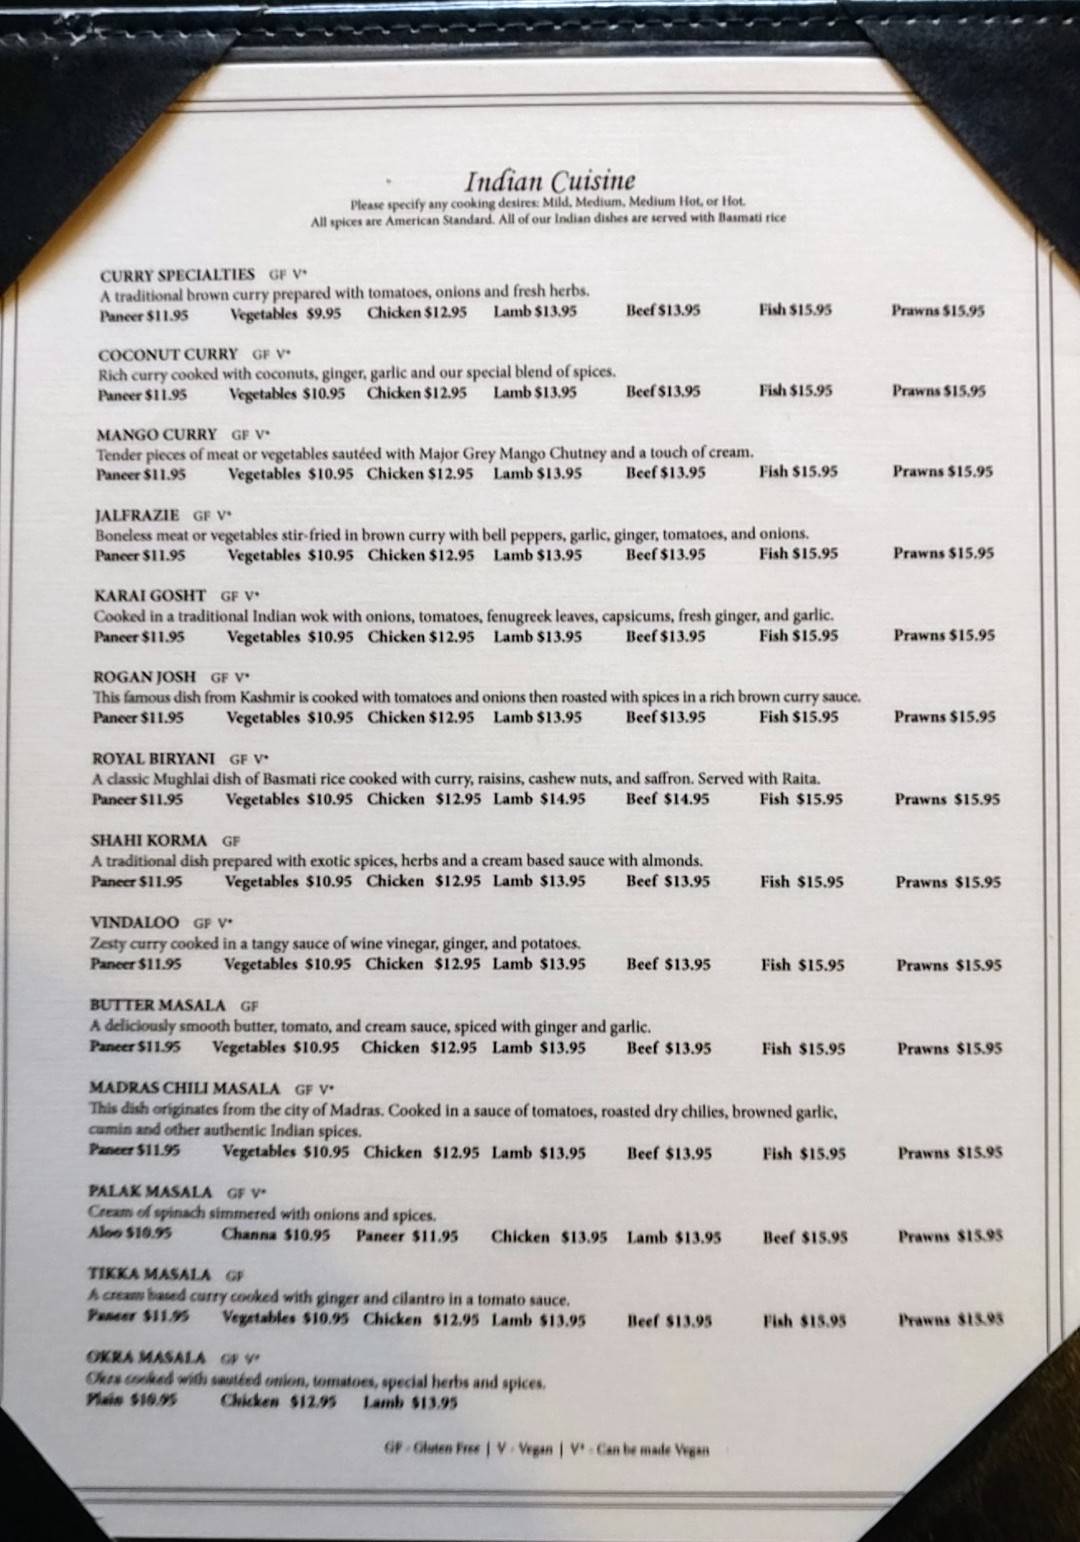 Indian Cuisine
Please specify any cooking desires: Mild, Medium, Medium Hot, or Hot.
All spices are American Standard. All of our Indian dishes are served with Basmati rice
CURRY SPECIALTIES GF V*
A traditional brown curry prepared with tomatoes, onions and fresh herbs.
Paneer $11.95 Vegetables $9.95 Chicken $12.95 Lamb $13.95 Beef $13.95 Fish $15.95 Prawns $15.95
COCONUT CURRY GF V*
Rich curry cooked with coconuts, ginger, garlic and our special blend of spices.
Paneer $11.95 Vegetables $10.95 Chicken $12.95 Lamb $13.95 Beef $13.95 Fish $15.95 Prawns $15.95
MANGO CURRY GF V*
Tender pieces of meat or vegetables sautéed with Major Grey Mango Chutney and a touch of cream.
Paneer $11.95 Vegetables $10.95 Chicken $12.95 Lamb $13.95 Beef $13.95 Fish $15.95 Prawns $15.95
JALFRAZIE GF V*
Boneless meat or vegetables stir-fried in brown curry with bell peppers, garlic, ginger, tomatoes, and onions.
Paneer $11.95 Vegetables $10.95 Chicken $12.95 Lamb $13.95 Beef $13.95 Fish $15.95 Prawns $15.95
KARAI GOSHT GF V*
Cooked in a traditional Indian wok with onions, tomatoes, fenugreek leaves, capsicums, fresh ginger, and garlic.
Paneer $11.95 Vegetables $10.95 Chicken $12.95 Lamb $13.95 Beef $13.95 Fish $15.95 Prawns $15.95
ROGAN JOSH GF V*
This famous dish from Kashmir is cooked with tomatoes and onions then roasted with spices in a rich brown curry sauce.
Paneer $11.95 Vegetables $10.95 Chicken $12.95 Lamb $13.95 Beef $13.95 Fish $15.95 Prawns $15.95
ROYAL BIRYANI GF V*
A classic Mughlai dish of Basmati rice cooked with curry, raisins, cashew nuts, and saffron. Served with Raita.
Paneer $11.95 Vegetables $10.95 Chicken $12.95 Lamb $14.95 Beef $14.95 Fish $15.95 Prawns $15.95
SHAHI KORMA GF
A traditional dish prepared with exotic spices, herbs and a cream based sauce with almonds.
Paneer $11.95 Vegetables $10.95 Chicken $12.95 Lamb $13.95 Beef $13.95 Fish $15.95 Prawns $15.95
VINDALOO GF V*
Zesty curry cooked in a tangy sauce of wine vinegar, ginger, and potatoes.
Paneer $11.95 Vegetables $10.95 Chicken $12.95 Lamb $13.95 Beef $13.95 Fish $15.95 Prawns $15.95
BUTTER MASALA GF
A deliciously smooth butter, tomato, and cream sauce, spiced with ginger and garlic.
Paneer $11.95 Vegetables $10.95 Chicken $12.95 Lamb $13.95 Beef $13.95 Fish $15.95 Prawns $15.95
MADRAS CHILI MASALA GF V*
This dish originates from the city of Madras. Cooked in a sauce of tomatoes, roasted dry chilies, browned garlic,
cumin and other authentic Indian spices.
Paneer $11.95 Vegetables $10.95 Chicken $12.95 Lamb $13.95 Beef $13.95 Fish $15.95 Prawns $15.95
PALAK MASALA GF V*
Cream of spinach simmered with onions and spices.
Aloo $10.95 Channa $10.95 Paneer $11.95 Chicken $13.95 Lamb $13.95 Beef $15.95 Prawns $15.95
TIKKA MASALA GF
A cream based curry cooked with ginger and cilantro in a tomato sauce.
Paneer $11.95 Vegetables $10.95 Chicken $12.95 Lamb $13.95 Beef $13.95 Fish $15.95 Prawns $15.95
OKRA MASALA GF V*
Okra cooked with sautéed onion, tomatoes, special herbs and spices.
Plain $10.95 Chicken $12.95 Lamb $13.95
GF - Gluten Free | V - Vegan | V* - Can be made Vegan